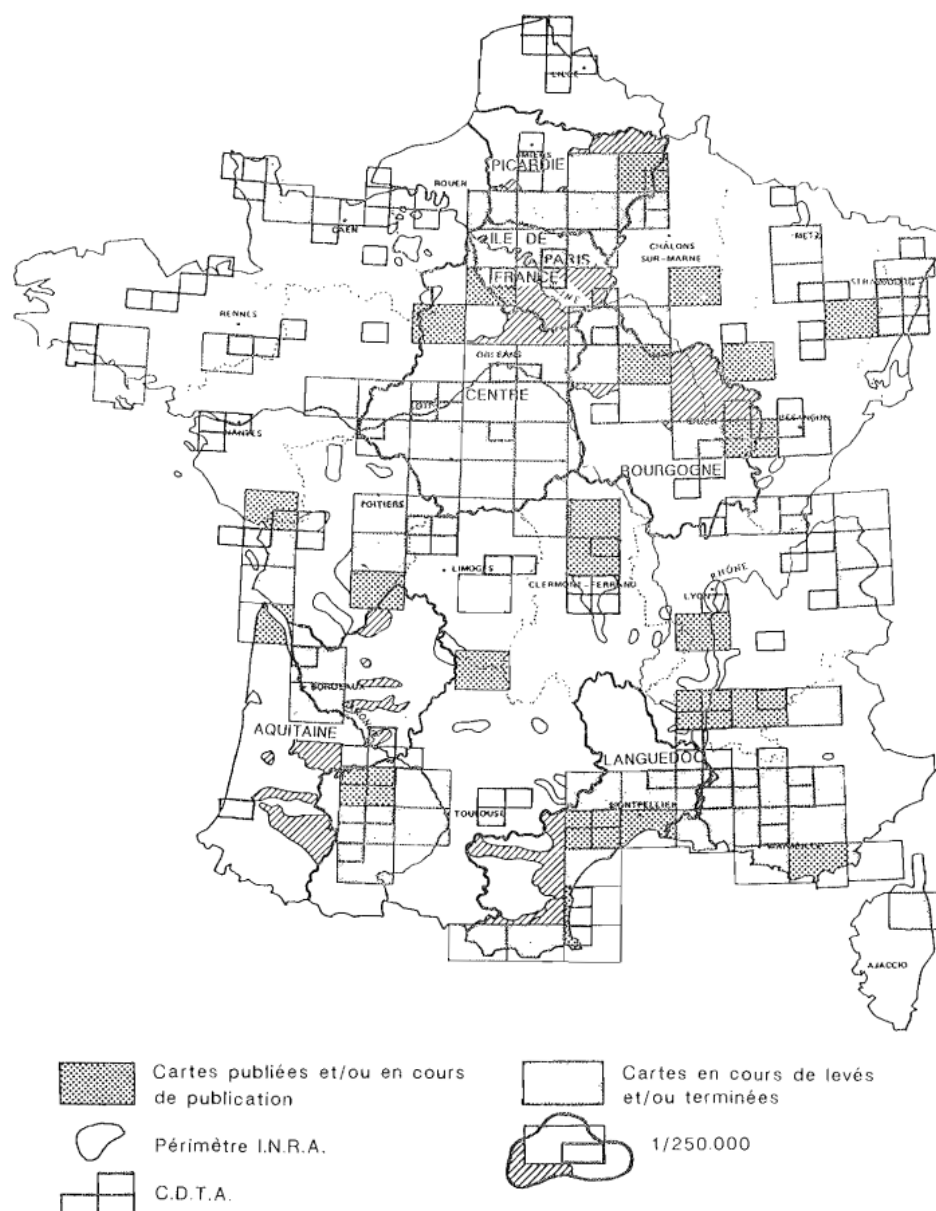 LILLE
AMIENS
PICARDIE
ROUEN
CAEN
ILE DE
PARIS
FRANCE
CHÂLONS
SUR-MARNE
METZ
STRASBOURG
RENNES
ORLEANS
CENTRE
NANTES
DIJON
BESANCON
BOURGOGNE
POITIERS
LIMOGES
CLERMONT-FERRAND
LYON
RHÔNE
BORDEAUX
AQUITAINE
LANGUEDOC
TOULOUSE
MONTPELLIER
MARSEILLE
AJACCIO
Cartes publiées et/ou en cours
de publication
Périmètre I.N.R.A.
C.D.T.A.
Cartes en cours de levés
et/ou terminées
1/250.000